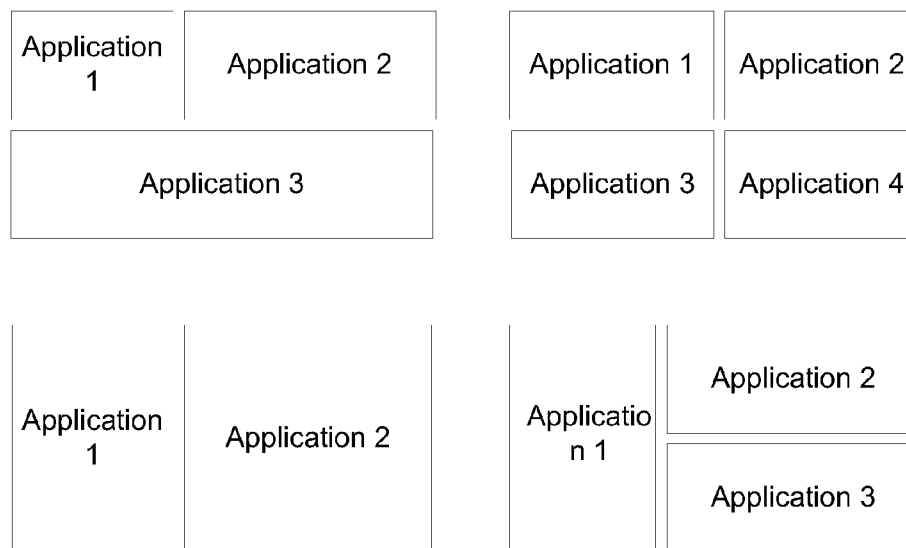 Application
1
Application 2
Application 3
Application 1
Application 2
Application 3
Application 4
Application
1
Application 2
Applicatio
n 1
Application 2
Application 3